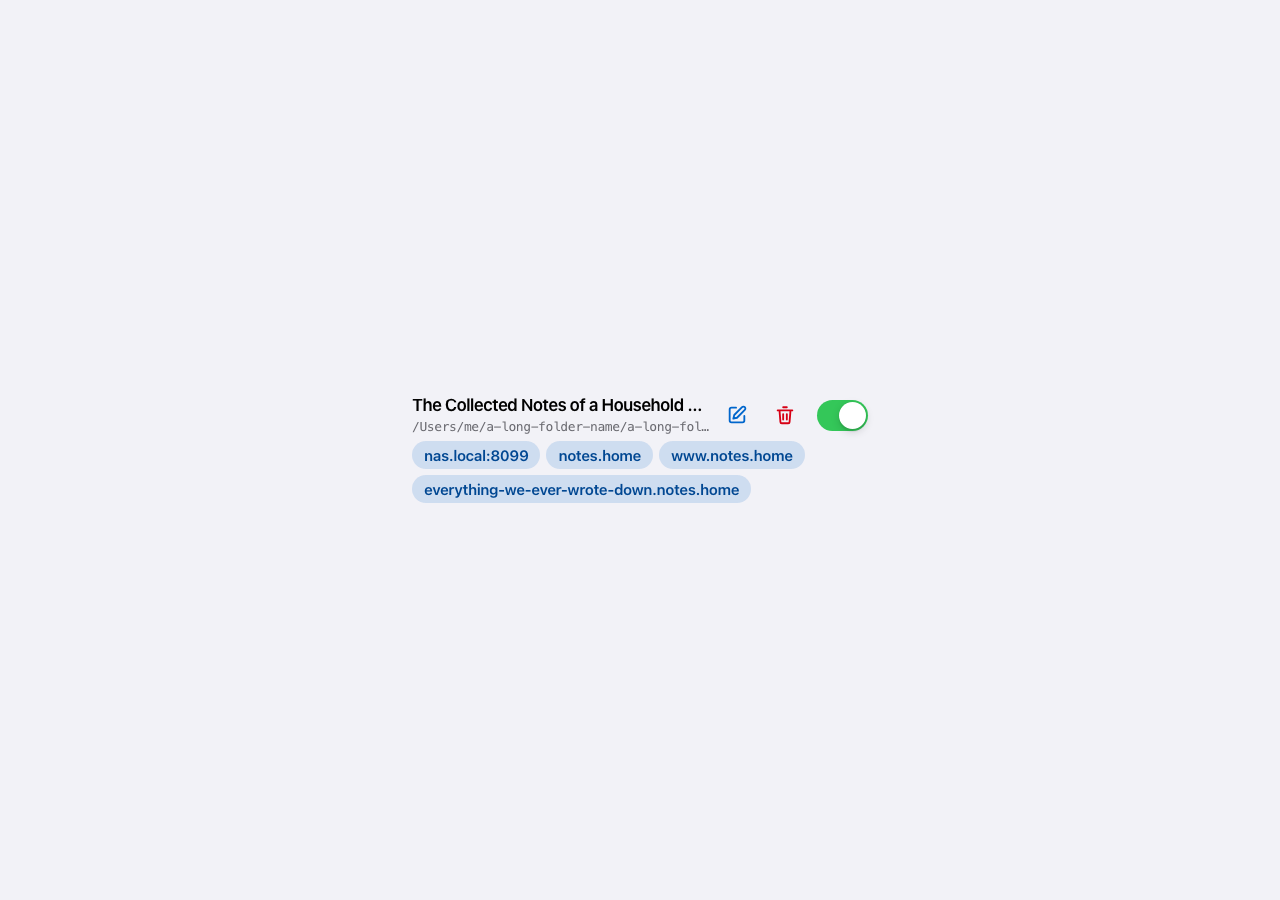 The Collected Notes of a Household ...
/Users/me/a-long-folder-name/a-long-fol…
nas.local:8099 notes.home www.notes.home
everything-we-ever-wrote-down.notes.home